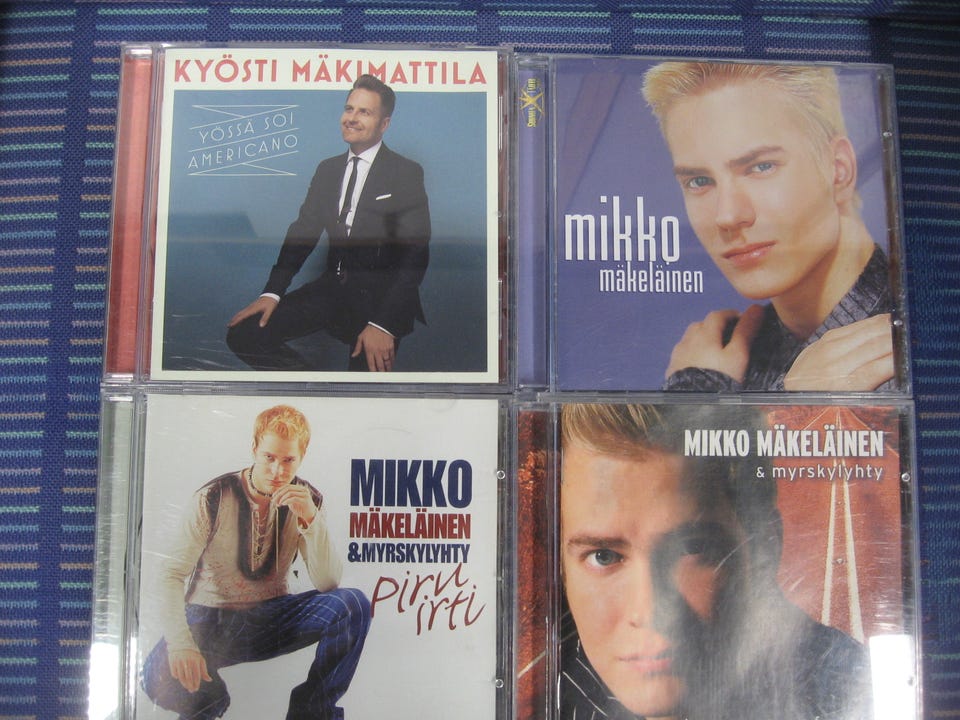 KYÖSTI MÄKIMATTILA
YÖSSÄ SOI
AMERICANO
mikko
mäkeläinen
MIKKO
MÄKELÄINEN
&MYRSKYLYHTY
piru
irti
MIKKO MÄKELÄINEN
& myrskylyhty